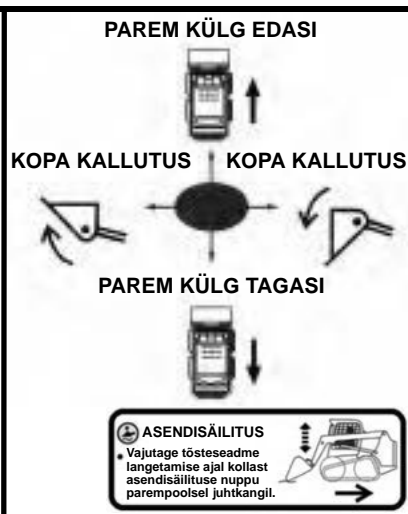 PAREM KÜLG EDASI
KOPA KALLUTUS KOPA KALLUTUS
PAREM KÜLG TAGASI
ASENDISÄILITUS
• Vajutage tõsteseadme
langetamise ajal kollast
asendisäilituse nuppu
parempoolsel juhtkangil.